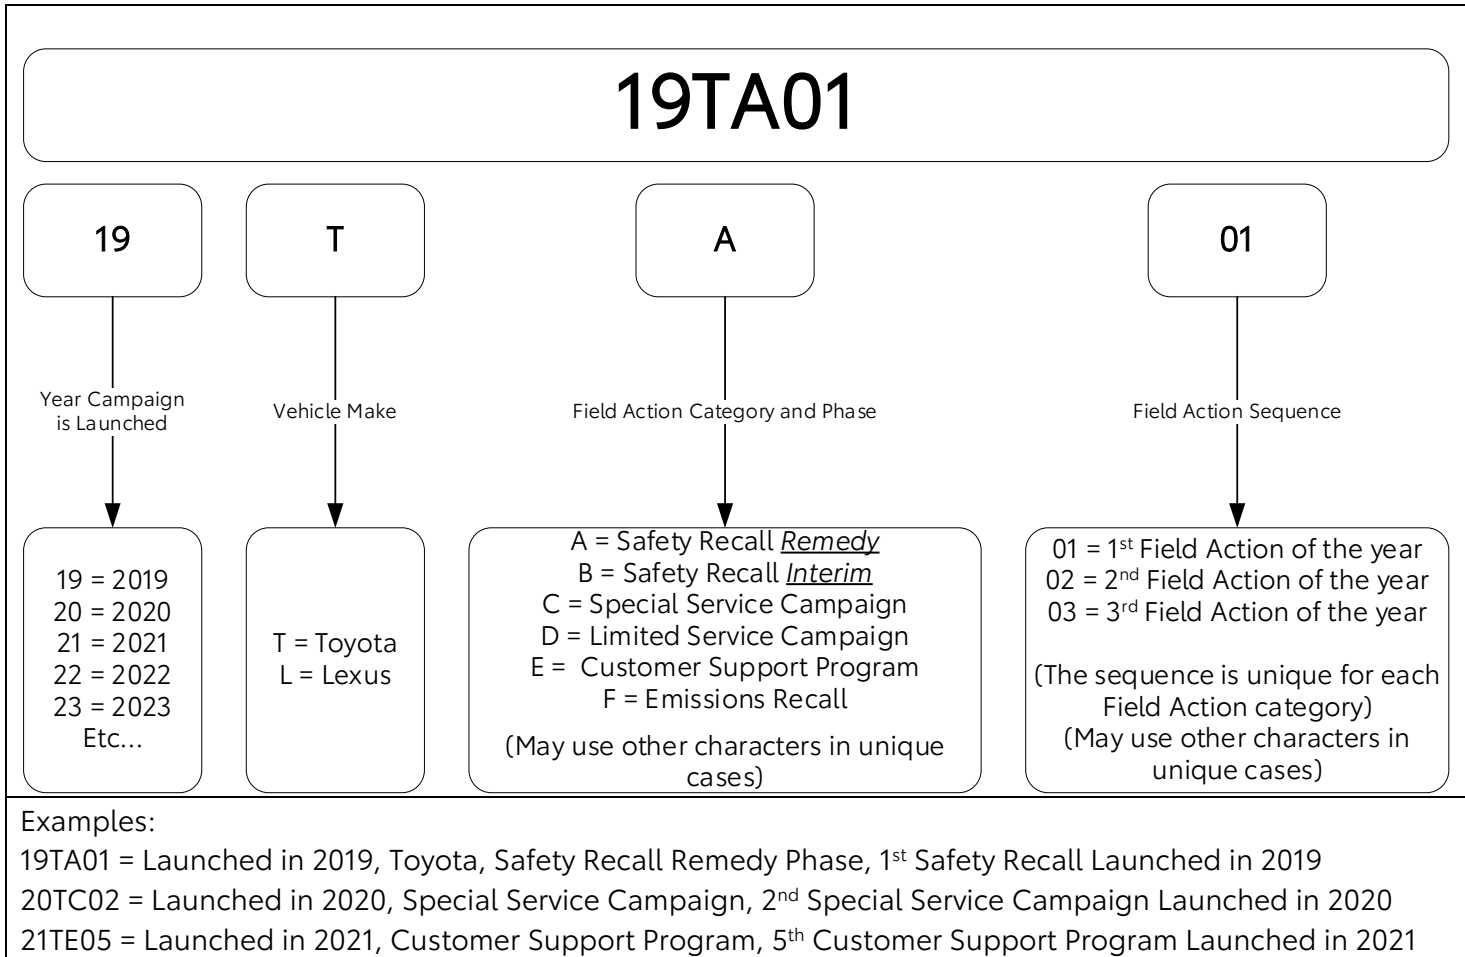 19TA01
19
T
A
01
Year Campaign
is Launched
Vehicle Make
Field Action Category and Phase
Field Action Sequence
19 = 2019
20 = 2020
21 = 2021
22 = 2022
23 = 2023
Etc...
T = Toyota
L = Lexus
A = Safety Recall Remedy
B = Safety Recall Interim
C = Special Service Campaign
D = Limited Service Campaign
E =  Customer Support Program
F = Emissions Recall
(May use other characters in unique
cases)
01 = 1st Field Action of the year
02 = 2nd Field Action of the year
03 = 3rd Field Action of the year
(The sequence is unique for each
Field Action category)
(May use other characters in
unique cases)
Examples:
19TA01 = Launched in 2019, Toyota, Safety Recall Remedy Phase, 1st Safety Recall Launched in 2019
20TC02 = Launched in 2020, Special Service Campaign, 2nd Special Service Campaign Launched in 2020
21TE05 = Launched in 2021, Customer Support Program, 5th Customer Support Program Launched in 2021